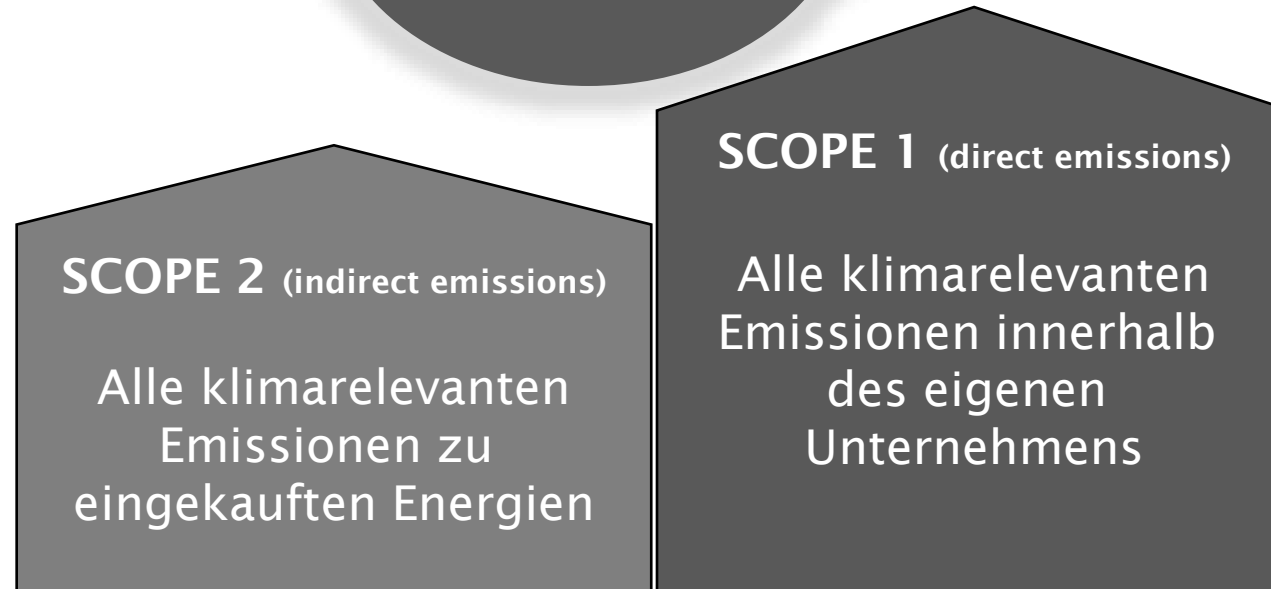 SCOPE 2 (indirect emissions)
Alle klimarelevanten
Emissionen zu
eingekauften Energien
SCOPE 1 (direct emissions)
Alle klimarelevanten
Emissionen innerhalb
des eigenen
Unternehmens